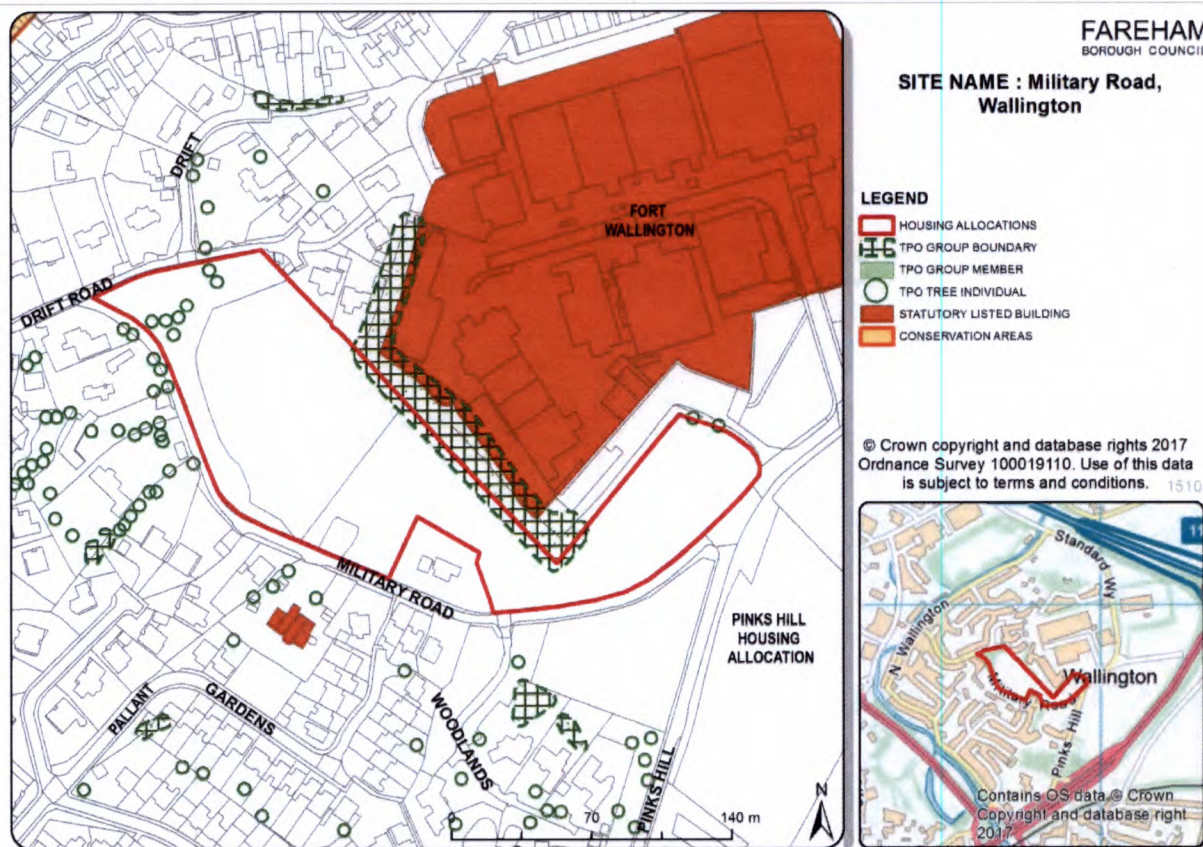 FAREHAM
BOROUGH COUNCIL
SITE NAME : Military Road,
Wallington
DRIFT
FORT
WALLINGTON
DRIFT ROAD
MILITARY ROAD
PINKS HILL
HOUSING
ALLOCATION
PALLANT
GARDENS
WOODLANDS
PINKS HILL
0 70 140 m
N
LEGEND
HOUSING ALLOCATIONS
TPO GROUP BOUNDARY
TPO GROUP MEMBER
TPO TREE INDIVIDUAL
STATUTORY LISTED BUILDING
CONSERVATION AREAS
© Crown copyright and database rights 2017
Ordnance Survey 100019110. Use of this data
is subject to terms and conditions. 1510
11
Standard Wy
N Wallington
Wallington
Military Road
Pinks Hill
Contains OS data © Crown
Copyright and database right
2017